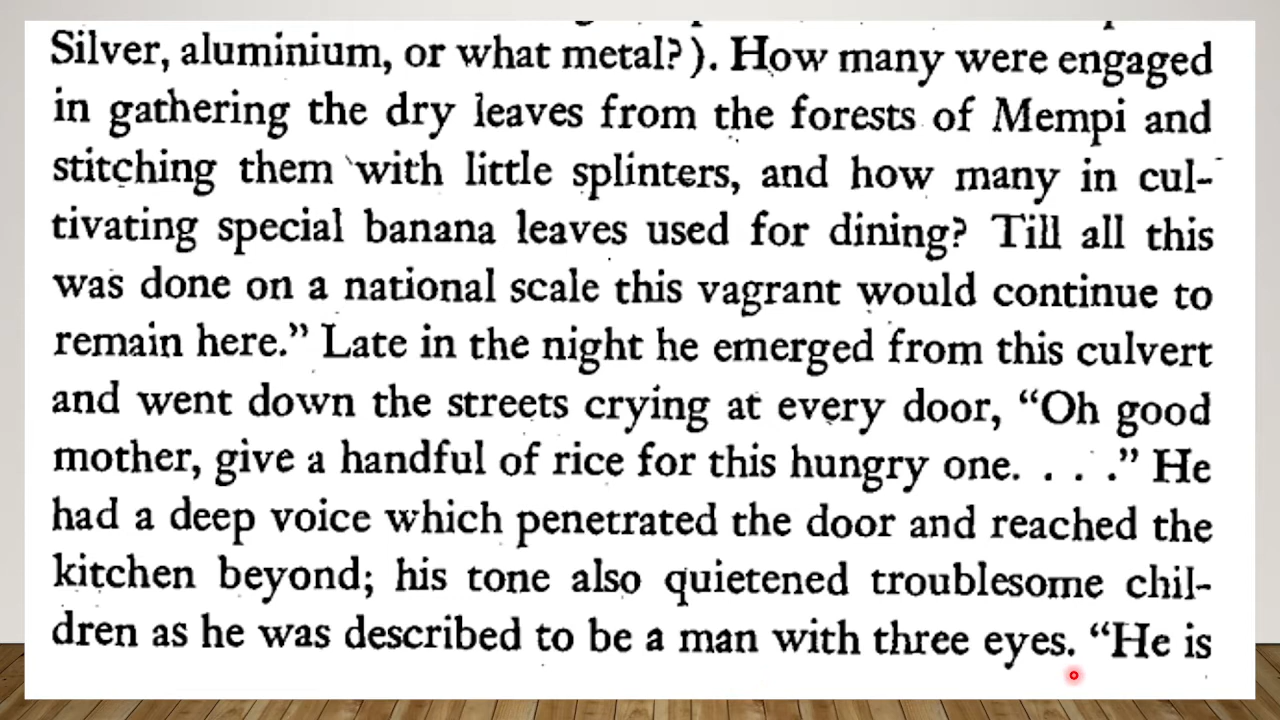 Silver, aluminium, or what metal?). How many were engaged
in gathering the dry leaves from the forests of Mempi and
stitching them with little splinters, and how many in cul-
tivating special banana leaves used for dining? Till all this
was done on a national scale this vagrant would continue to
remain here.” Late in the night he emerged from this culvert
and went down the streets crying at every door, “Oh good
mother, give a handful of rice for this hungry one. . . .” He
had a deep voice which penetrated the door and reached the
kitchen beyond; his tone also quietened troublesome chil-
dren as he was described to be a man with three eyes. “He is